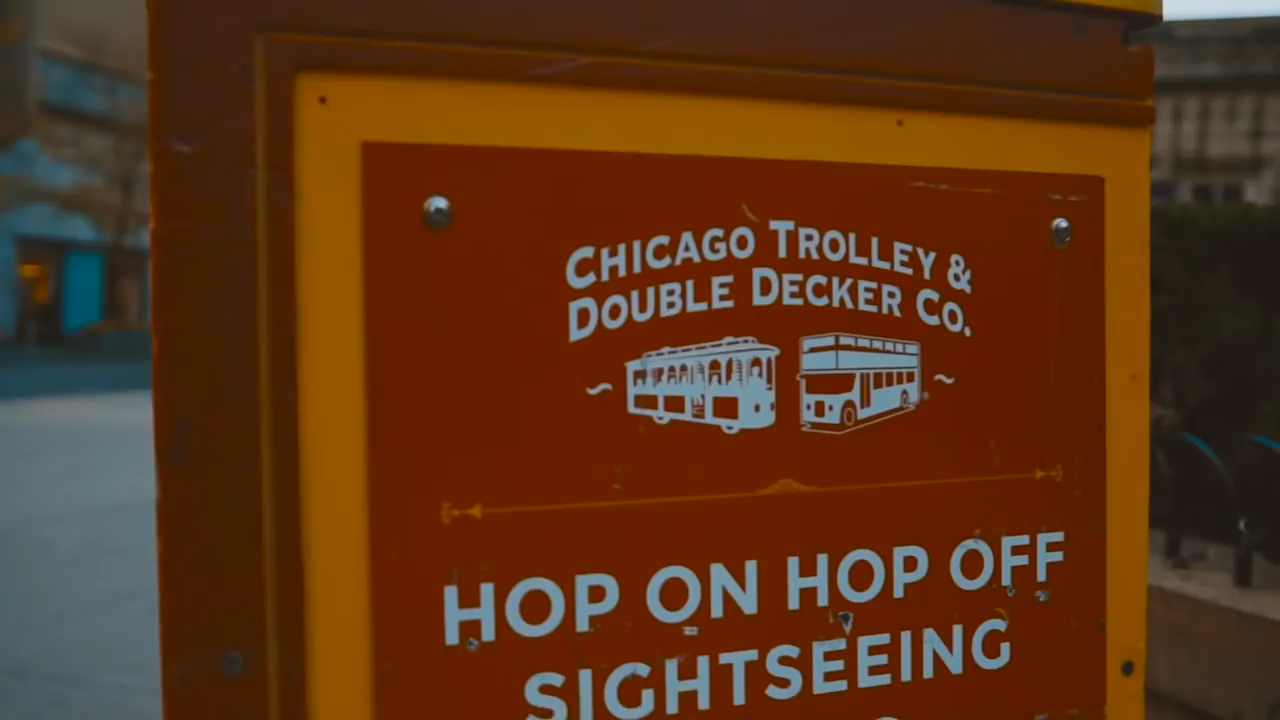 CHICAGO TROLLEY &
DOUBLE DECKER CO.
HOP ON HOP OFF
SIGHTSEEING